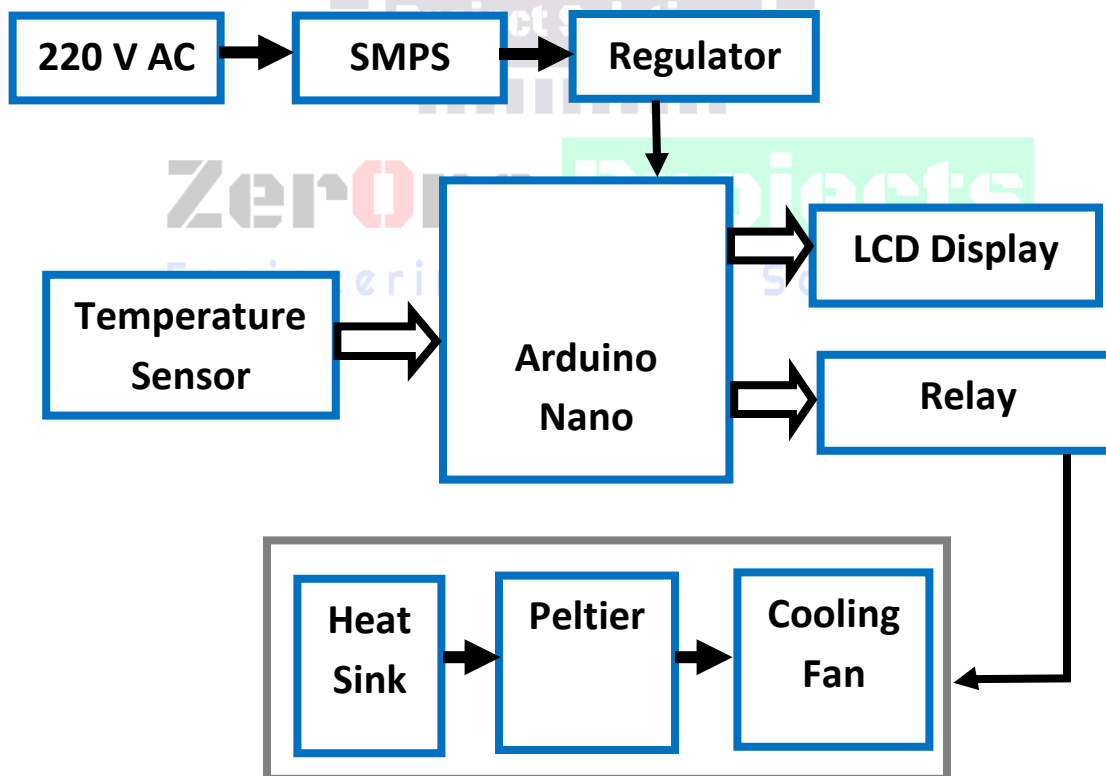 220 V AC
SMPS
Regulator
LCD Display
Temperature
Sensor
Arduino
Nano
Relay
Heat
Sink
Peltier
Cooling
Fan